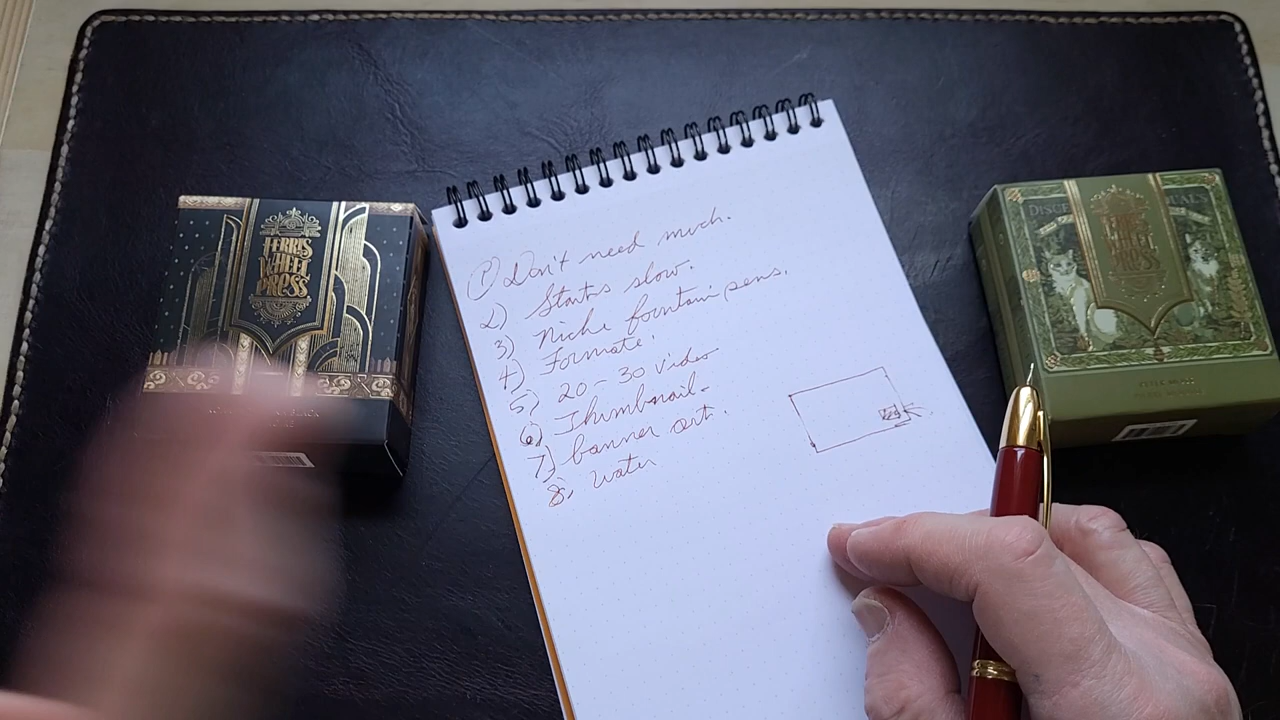 FERRIS
WHEEL
PRESS
1) Don't need much.
2) Starts slow.
3) Niche fountain pens.
4) Formate.
5) 20-30 video
6) Thumbnail-
7) banner art.
8. water
FERRIS
WHEEL
PRESS